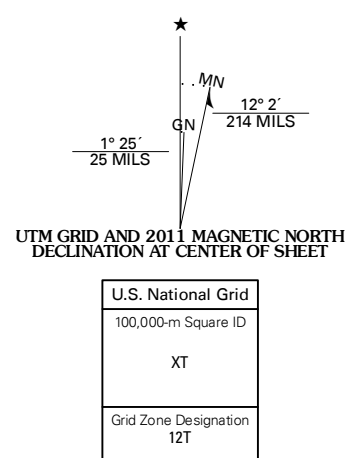 ★
MN
GN
12° 2´
214 MILS
1° 25´
25 MILS
UTM GRID AND 2011 MAGNETIC NORTH
DECLINATION AT CENTER OF SHEET
U.S. National Grid
100,000-m Square ID
XT
Grid Zone Designation
12T